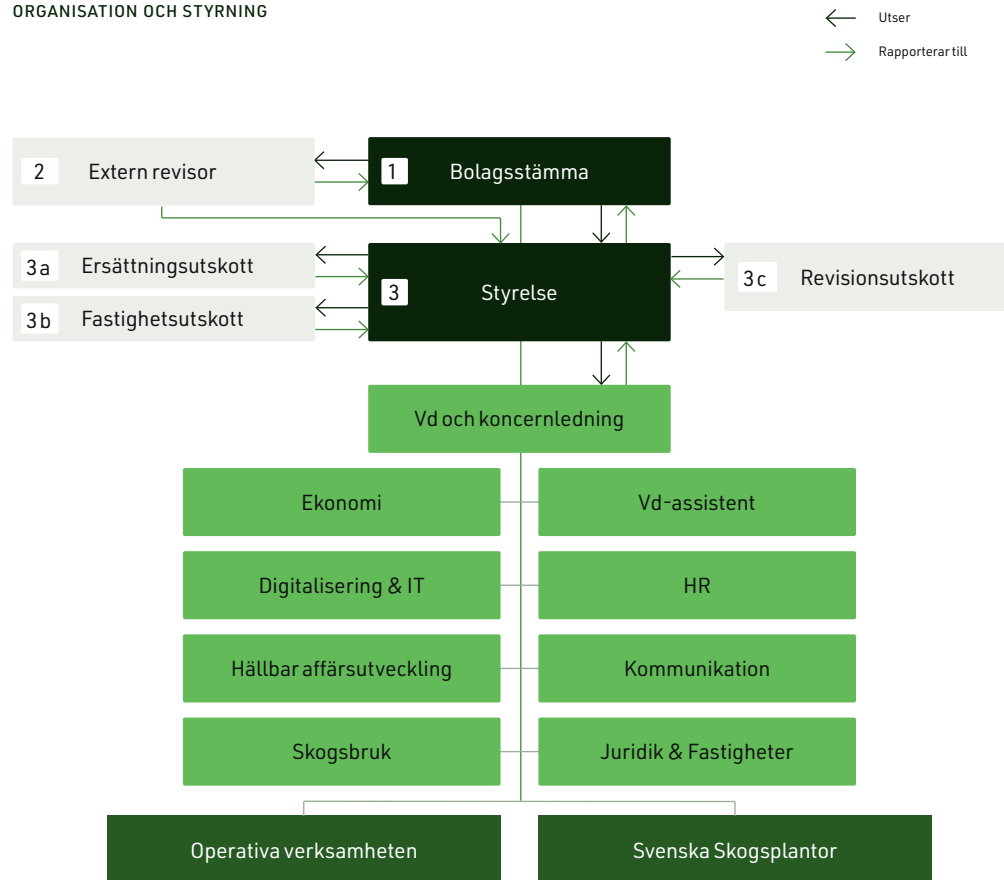 ORGANISATION OCH STYRNING
Utser
Rapporterar till
2 Extern revisor
1 Bolagsstämma
3a Ersättningsutskott
3b Fastighetsutskott
3 Styrelse
3c Revisionsutskott
Vd och koncernledning
Ekonomi
Vd-assistent
Digitalisering & IT
HR
Hällbar affärsutveckling
Kommunikation
Skogsbruk
Juridik & Fastigheter
Operativa verksamheten
Svenska Skogsplantor